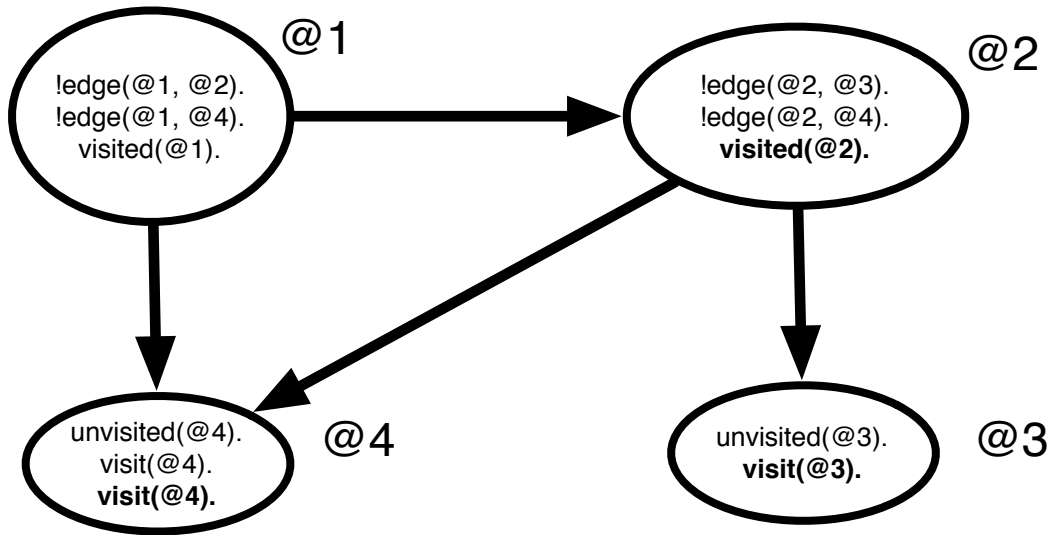 @1
!edge(@1, @2).
!edge(@1, @4).
visited(@1).
@2
!edge(@2, @3).
!edge(@2, @4).
visited(@2).
unvisited(@4).
visit(@4).
visit(@4).
@4
unvisited(@3).
visit(@3).
@3